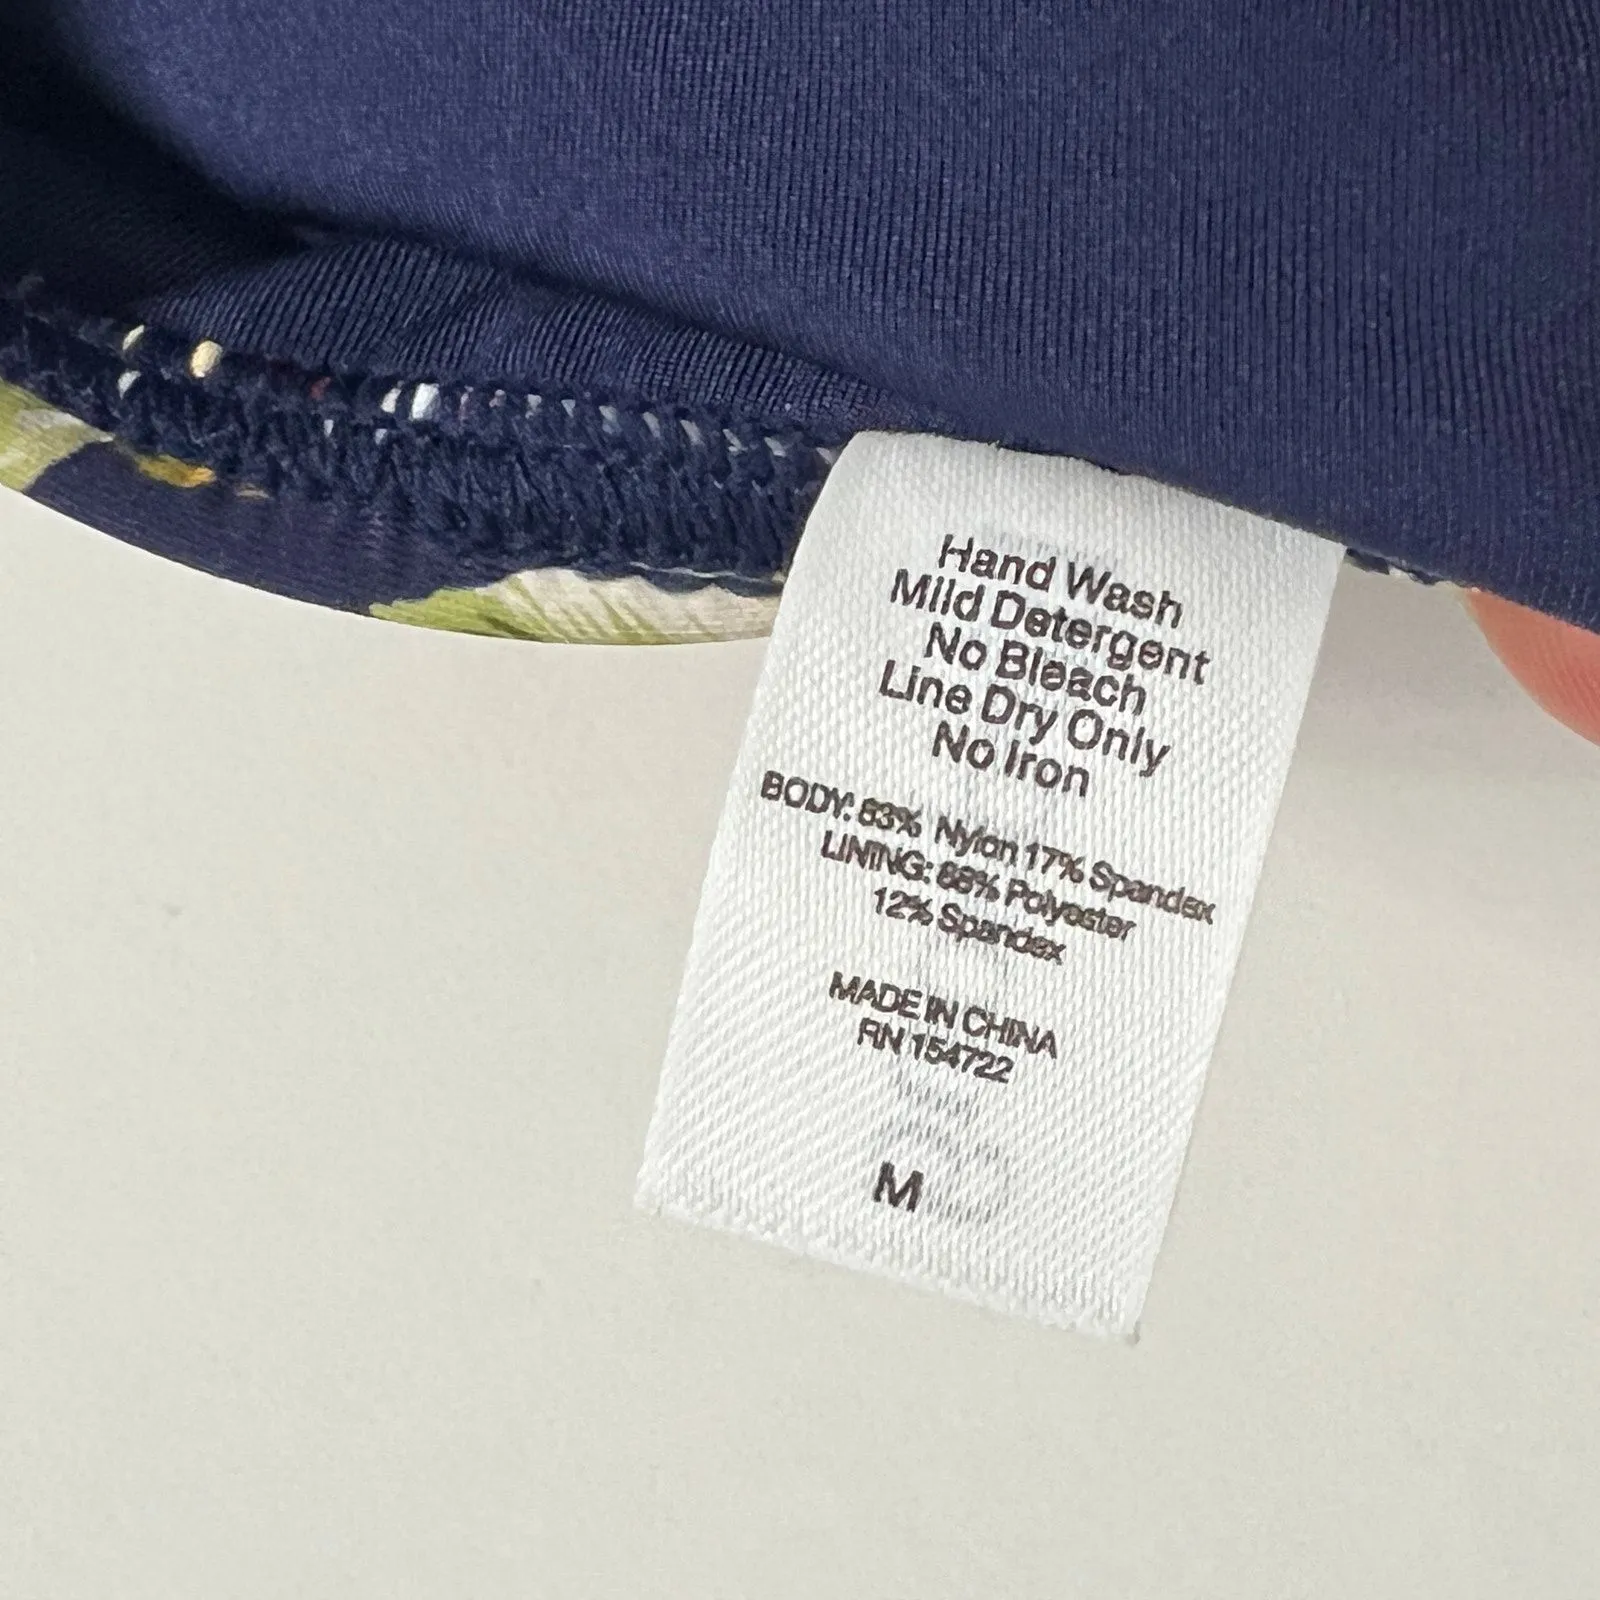 Hand Wash
Mild Detergent
No Bleach
Line Dry Only
No Iron
BODY: 83% Nylon 17% Spandex
LINING: 88% Polyester
12% Spandex
MADE IN CHINA
RN 154722
M